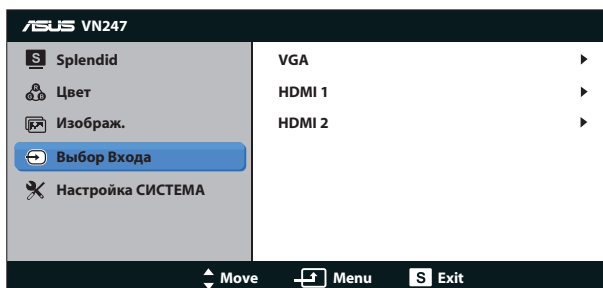 ASUS VN247
S Splendid
Цвет
Изображ.
Выбор Входа
Настройка СИСТЕМА
VGA
HDMI 1
HDMI 2
Move Menu S Exit